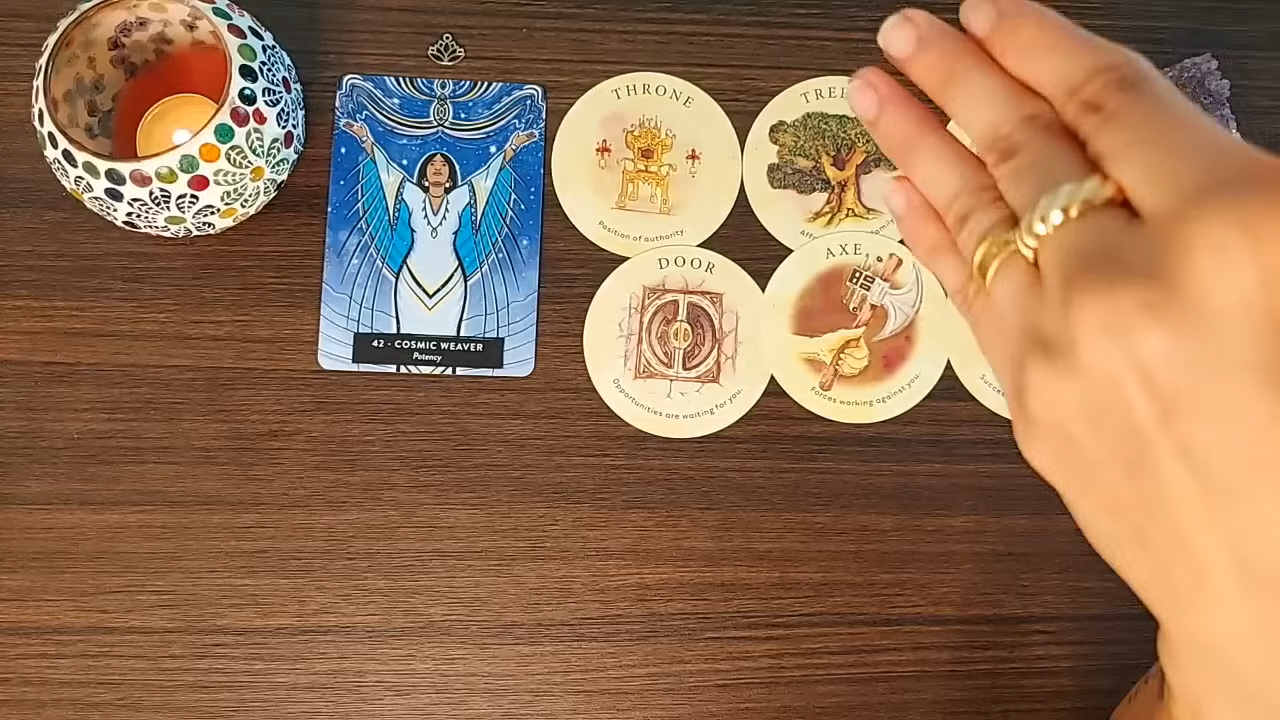 THRONE
Position of authority.
TREE
42 - COSMIC WEAVER
Potency
DOOR
Opportunities are waiting for you.
AXE
Forces working against you.